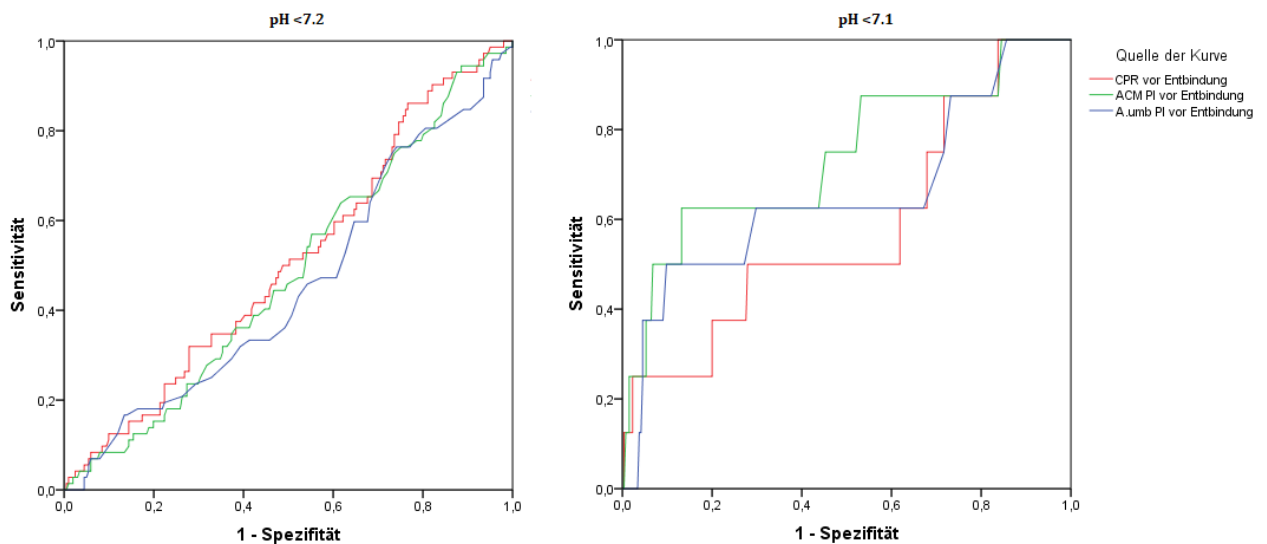 pH <7.2
1,0
0,8
0,6
0,4
0,2
0,0
0,0 0,2 0,4 0,6 0,8 1,0
Sensitivität
1 - Spezifität
pH <7.1
1,0
0,8
0,6
0,4
0,2
0,0
0,0 0,2 0,4 0,6 0,8 1,0
Sensitivität
1 - Spezifität
Quelle der Kurve
CPR vor Entbindung
ACM PI vor Entbindung
A.umb PI vor Entbindung